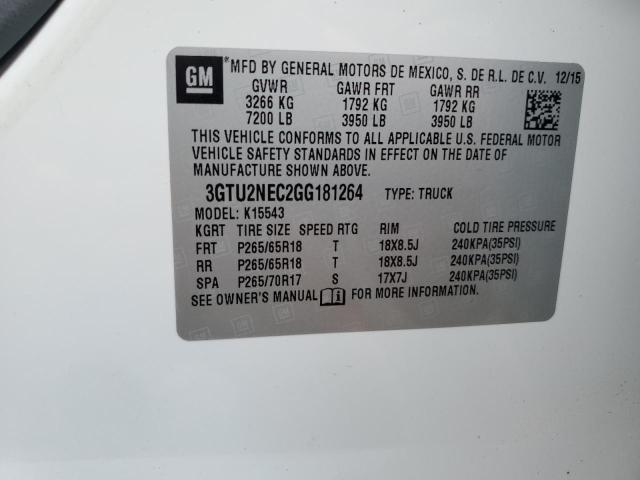 GM *MFD BY GENERAL MOTORS DE MEXICO, S. DE R.L. DE C.V. 12/15
GVWR GAWR FRT GAWR RR
3266 KG 1792 KG 1792 KG
7200 LB 3950 LB 3950 LB
THIS VEHICLE CONFORMS TO ALL APPLICABLE U.S. FEDERAL MOTOR
VEHICLE SAFETY STANDARDS IN EFFECT ON THE DATE OF
MANUFACTURE SHOWN ABOVE.
3GTU2NEC2GG181264 TYPE: TRUCK
MODEL: K15543
KGRT TIRE SIZE SPEED RTG RIM COLD TIRE PRESSURE
FRT P265/65R18 T 18X8.5J 240KPA(35PSI)
RR P265/65R18 T 18X8.5J 240KPA(35PSI)
SPA P265/70R17 S 17X7J 240KPA(35PSI)
SEE OWNER'S MANUAL FOR MORE INFORMATION.